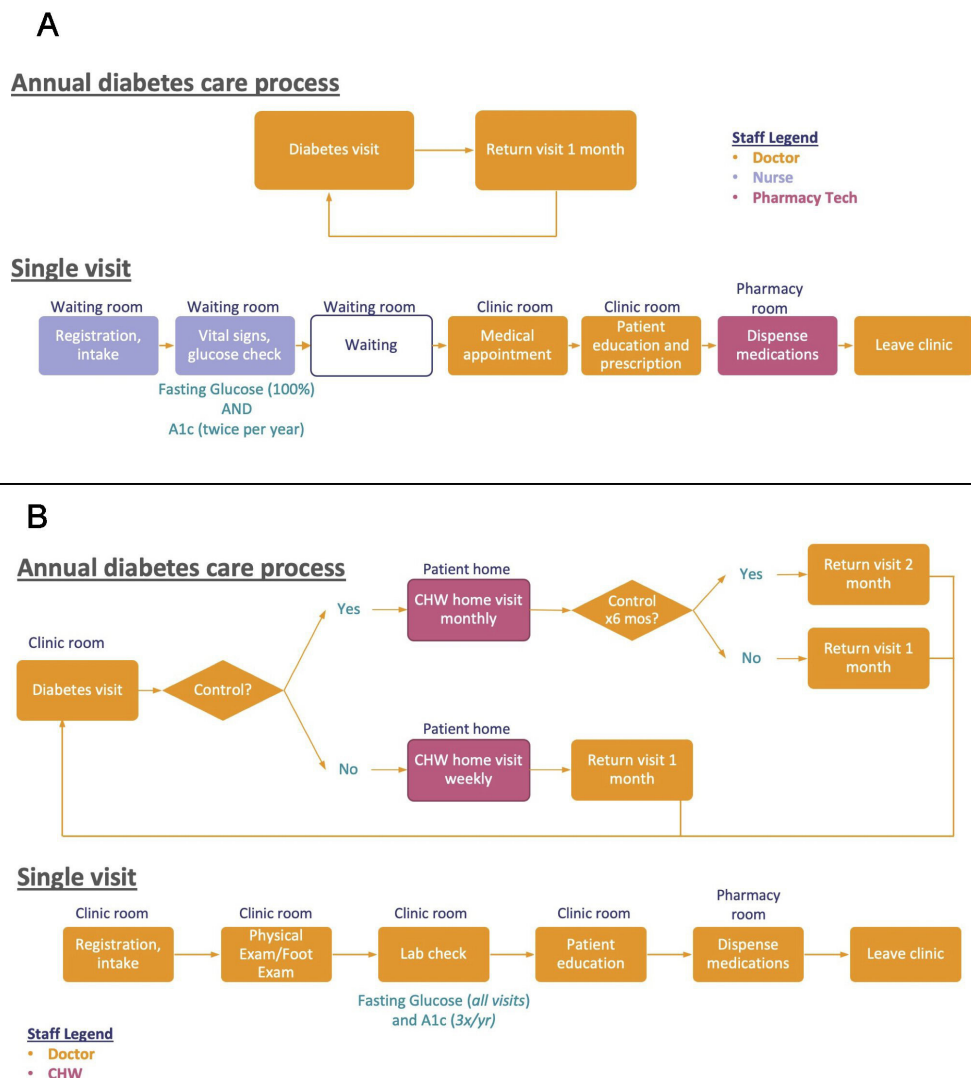 A
Annual diabetes care process
Diabetes visit
Return visit 1 month
Staff Legend
• Doctor
• Nurse
• Pharmacy Tech
Single visit
Waiting room
Registration,
intake
Waiting room
Vital signs,
glucose check
Fasting Glucose (100%)
AND
A1c (twice per year)
Waiting room
Waiting
Clinic room
Medical
appointment
Clinic room
Patient
education and
prescription
Pharmacy
room
Dispense
medications
Leave clinic
B
Annual diabetes care process
Clinic room
Diabetes visit
Control?
Yes
Patient home
CHW home visit
monthly
Control
x6 mos?
Yes
Return visit 2
month
No
Return visit 1
month
No
Patient home
CHW home visit
weekly
Return visit 1
month
Single visit
Clinic room
Registration,
intake
Clinic room
Physical
Exam/Foot
Exam
Clinic room
Lab check
Fasting Glucose (all visits)
and A1c (3x/yr)
Clinic room
Patient
education
Pharmacy
room
Dispense
medications
Leave clinic
Staff Legend
• Doctor
• CHW